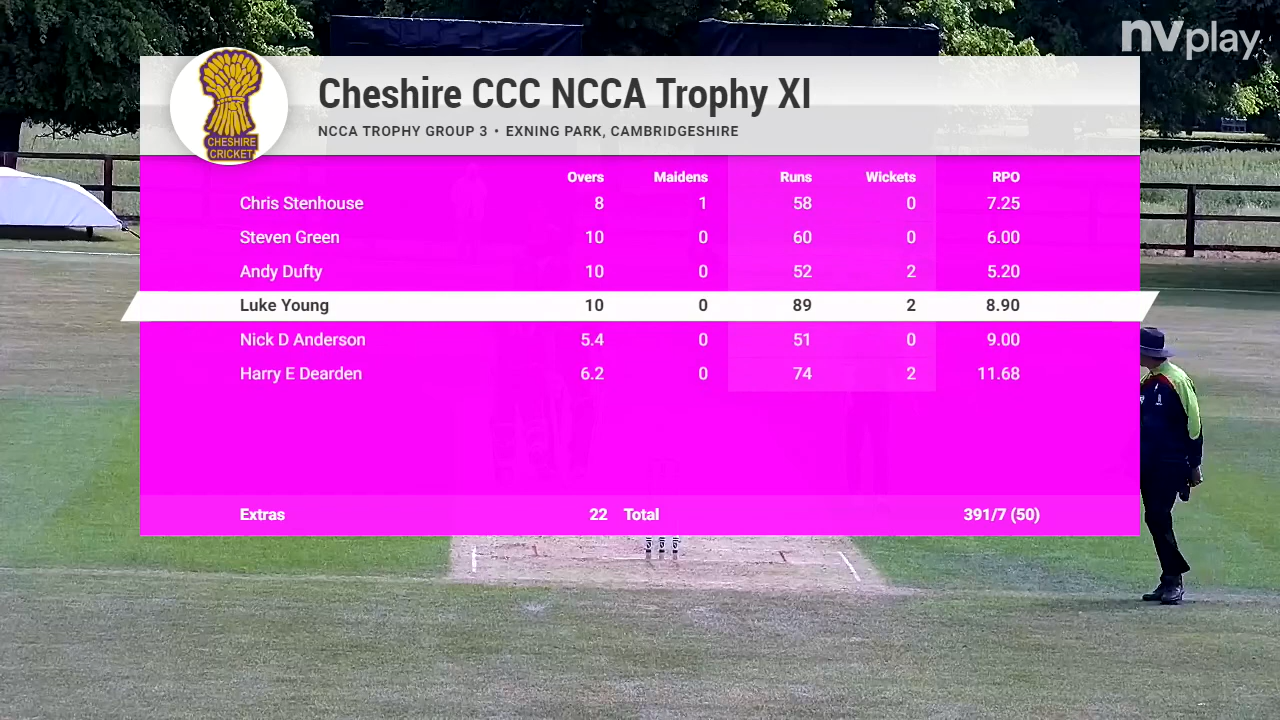 nvplay
Cheshire CCC NCCA Trophy XI
NCCA TROPHY GROUP 3 • EXNING PARK, CAMBRIDGESHIRE
CHESHIRE
CRICKET
Overs Maidens Runs Wickets RPO
Chris Stenhouse 8 1 58 0 7.25
Steven Green 10 0 60 0 6.00
Andy Dufty 10 0 52 2 5.20
Luke Young 10 0 89 2 8.90
Nick D Anderson 5.4 0 51 0 9.00
Harry E Dearden 6.2 0 74 2 11.68
Extras 22 Total 391/7 (50)